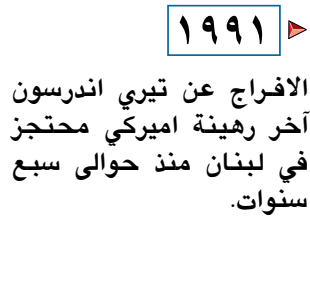 ١٩٩١
الافراج عن تيري اندرسون
آخر رهينة اميركي محتجز
في لبنان منذ حوالى سبع
سنوات.